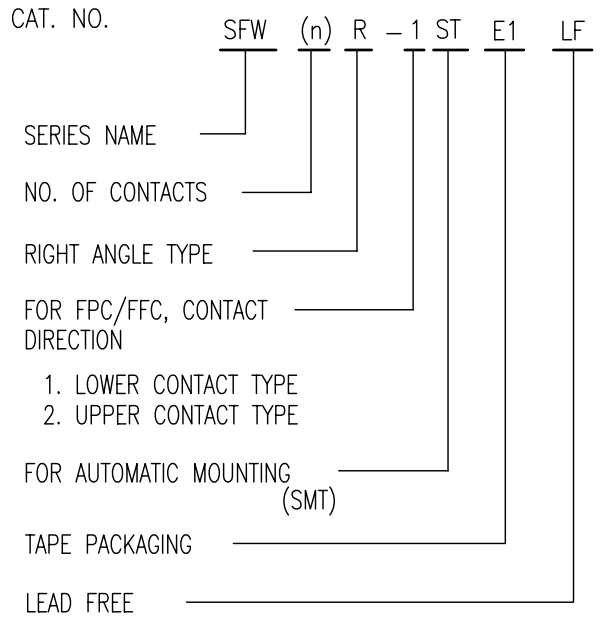 CAT. NO.
SFW (n) R – 1 ST E1 LF
SERIES NAME
NO. OF CONTACTS
RIGHT ANGLE TYPE
FOR FPC/FFC, CONTACT
DIRECTION
1. LOWER CONTACT TYPE
2. UPPER CONTACT TYPE
FOR AUTOMATIC MOUNTING
(SMT)
TAPE PACKAGING
LEAD FREE